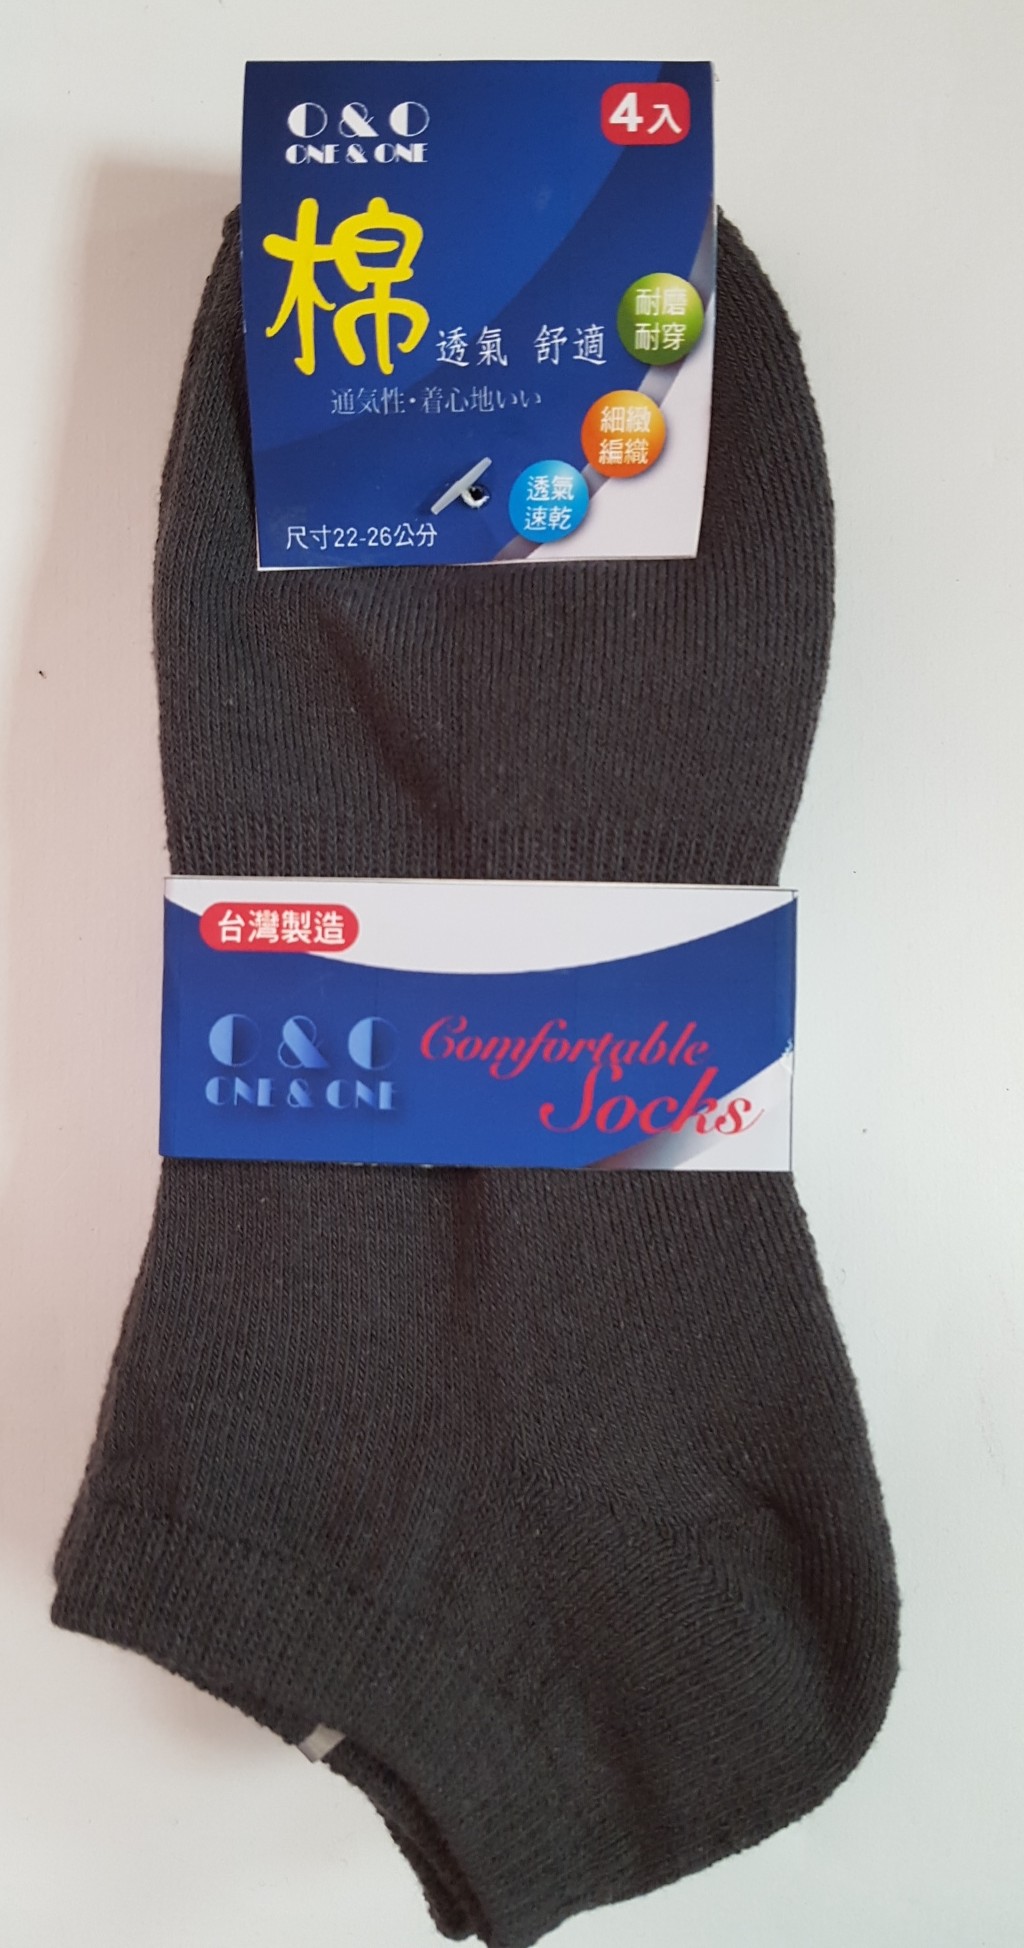 O & O
ONE & ONE
4入
棉
透氣 舒適
通気性・着心地いい
耐磨
耐穿
細緻
編織
透氣
速乾
尺寸22-26公分
台灣製造
O & O
ONE & ONE
Comfortable
Socks